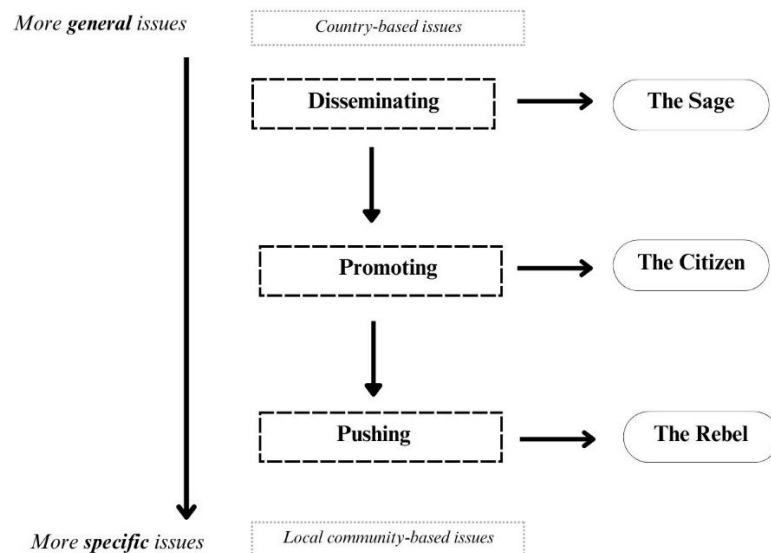 More general issues
Country-based issues
Disseminating
The Sage
Promoting
The Citizen
Pushing
The Rebel
More specific issues
Local community-based issues